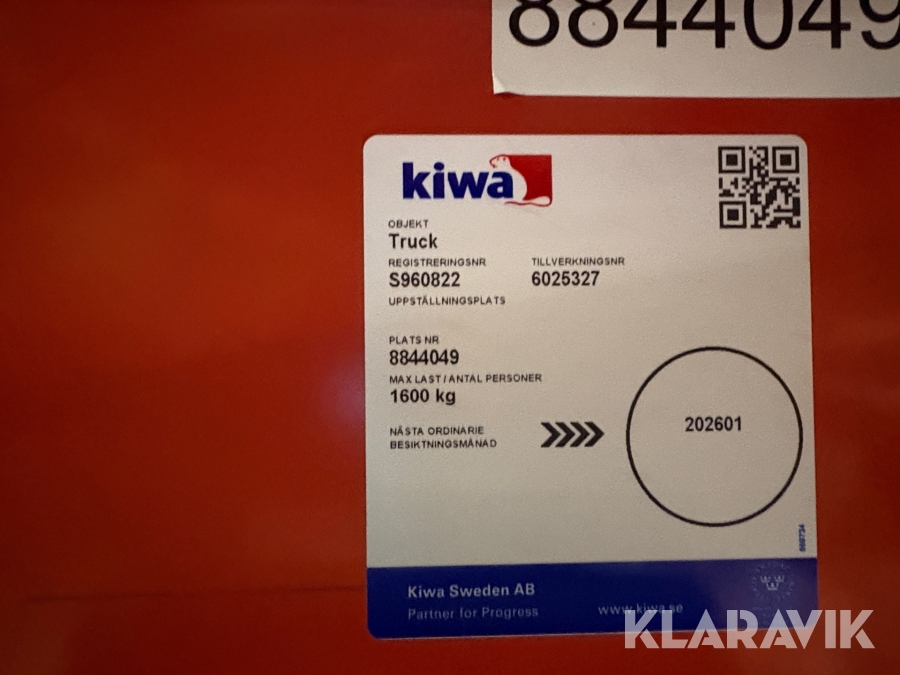 8844049
kiwa
OBJEKT
Truck
REGISTRERINGSNR TILLVERKNINGSNR
S960822 6025327
UPPSTÄLLNINGSPLATS
PLATS NR
8844049
MAX LAST / ANTAL PERSONER
1600 kg
NÄSTA ORDINARIE
BESIKTNINGSMÅNAD
202601
Kiwa Sweden AB
Partner for Progress www.kiwa.se
KLARAVIK